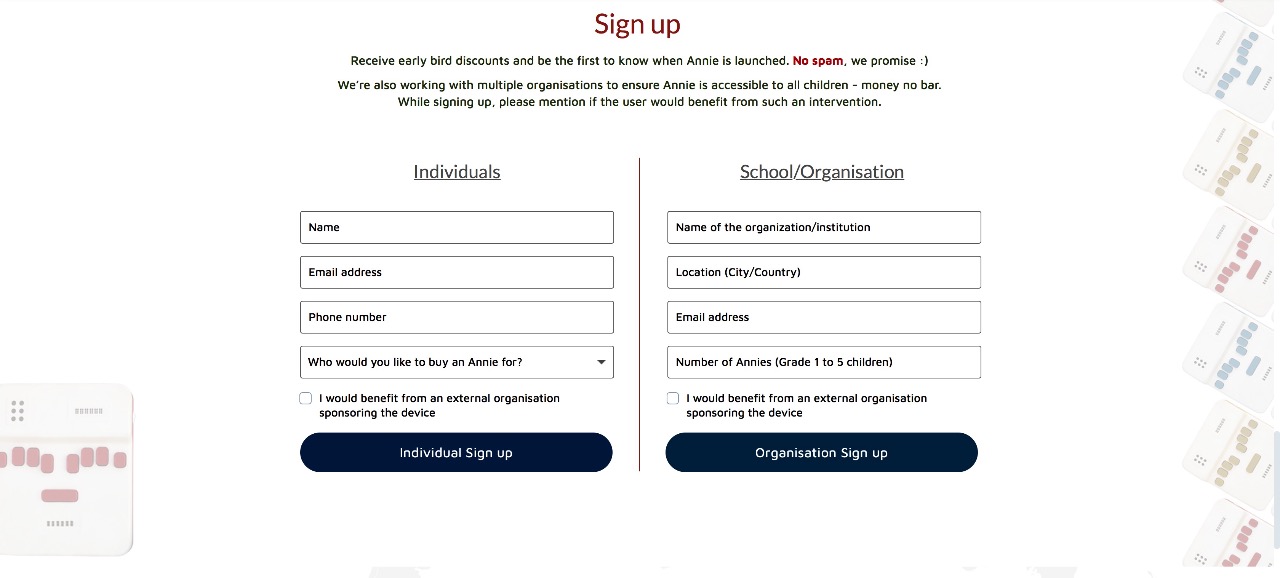 Sign up
Receive early bird discounts and be the first to know when Annie is launched. No spam, we promise :)
We're also working with multiple organisations to ensure Annie is accessible to all children - money no bar.
While signing up, please mention if the user would benefit from such an intervention.
Individuals
Name
Email address
Phone number
Who would you like to buy an Annie for?
I would benefit from an external organisation
sponsoring the device
Individual Sign up
School/Organisation
Name of the organization/institution
Location (City/Country)
Email address
Number of Annies (Grade 1 to 5 children)
I would benefit from an external organisation
sponsoring the device
Organisation Sign up